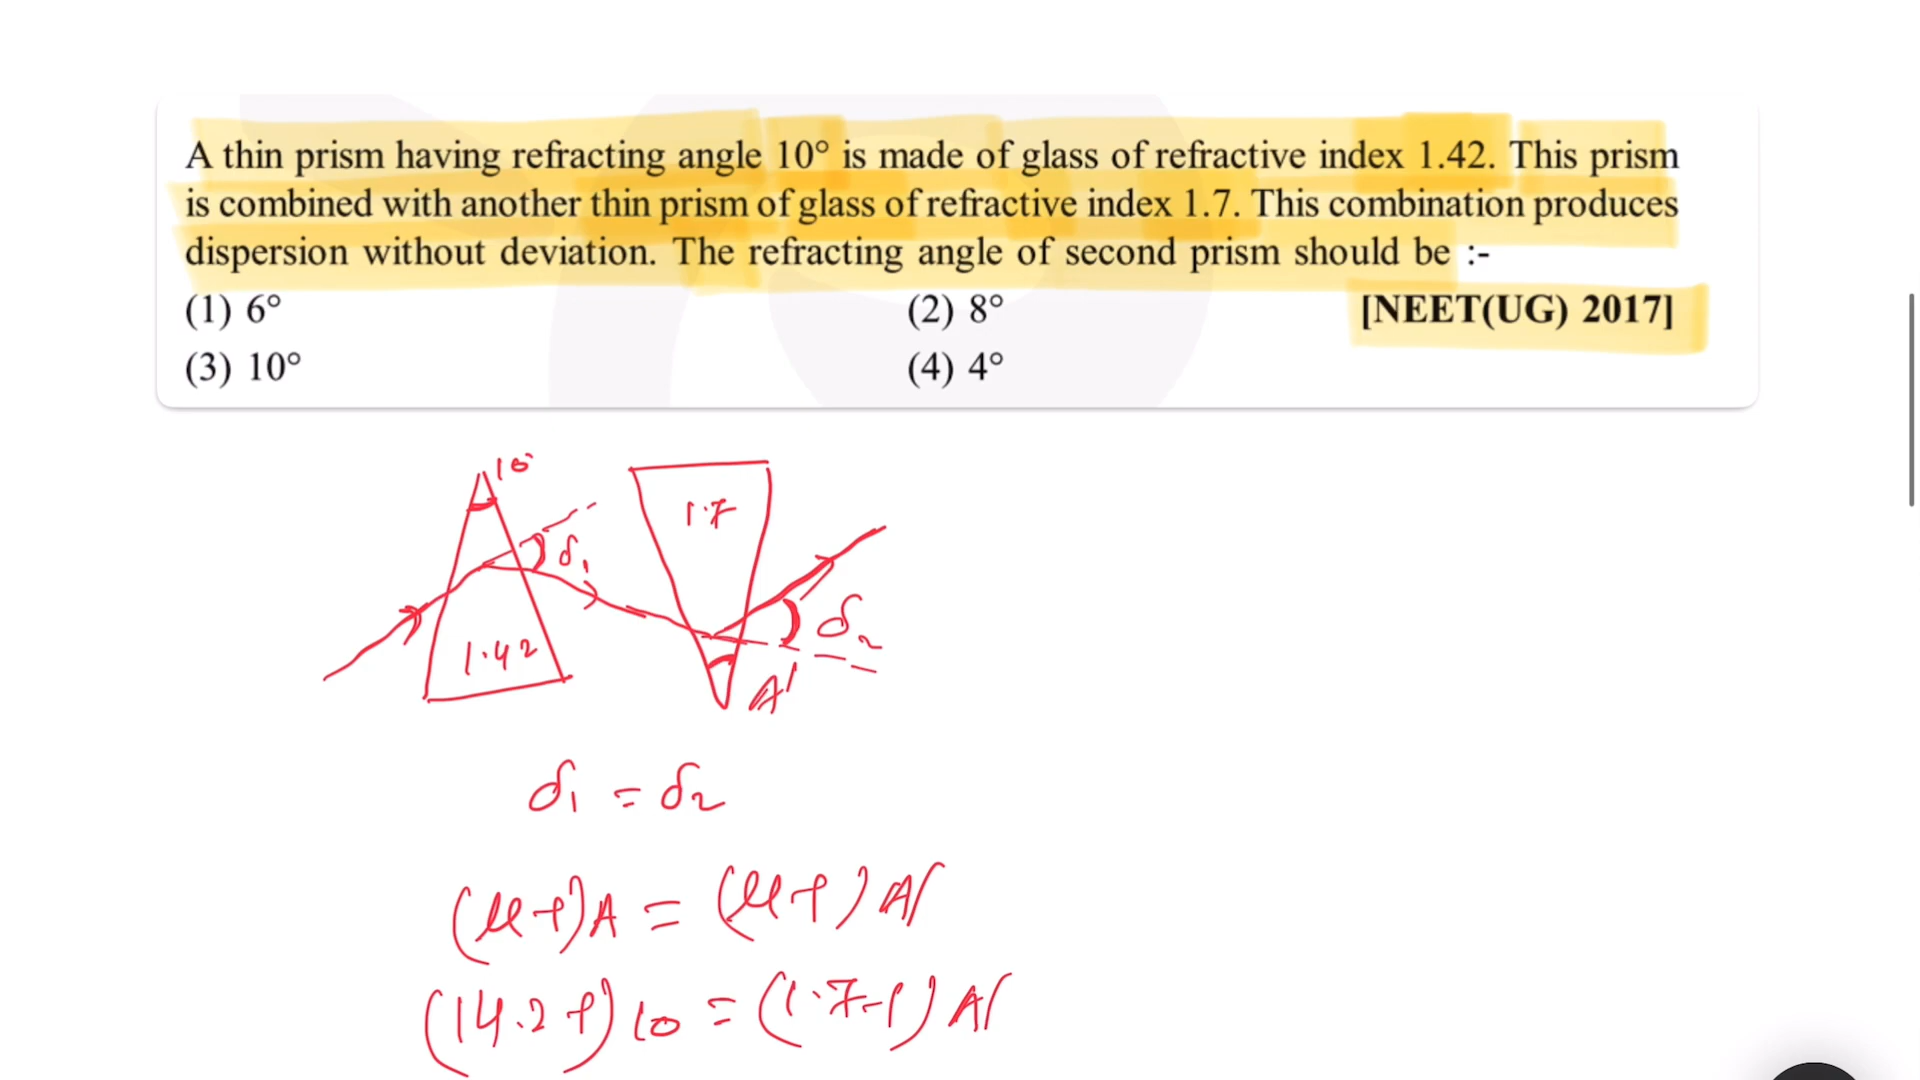 A thin prism having refracting angle 10° is made of glass of refractive index 1.42. This prism
is combined with another thin prism of glass of refractive index 1.7. This combination produces
dispersion without deviation. The refracting angle of second prism should be :-
(1) 6° (2) 8° [NEET(UG) 2017]
(3) 10° (4) 4°
10°
1.7
δ₁
δ₂
1.42
A'
δ₁ = δ₂
(μ-1)A = (μ-1)A'
(14.2-1)10 = (1.7-1)A'